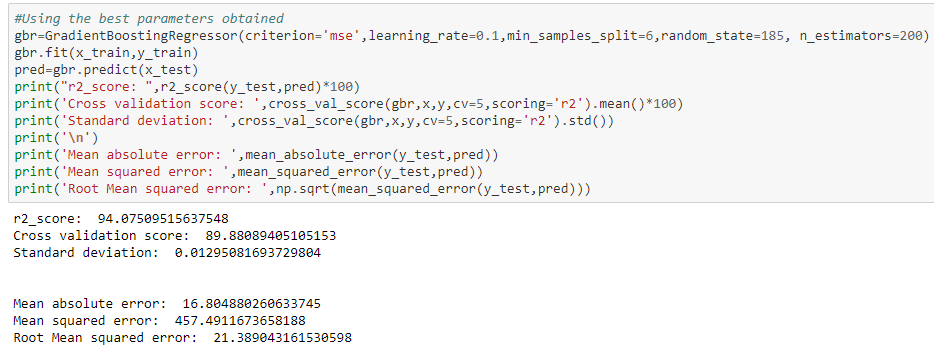 #Using the best parameters obtained
gbr=GradientBoostingRegressor(criterion='mse',learning_rate=0.1,min_samples_split=6,random_state=185, n_estimators=200)
gbr.fit(x_train,y_train)
pred=gbr.predict(x_test)
print("r2_score: ",r2_score(y_test,pred)*100)
print('Cross validation score: ',cross_val_score(gbr,x,y,cv=5,scoring='r2').mean()*100)
print('Standard deviation: ',cross_val_score(gbr,x,y,cv=5,scoring='r2').std())
print('\n')
print('Mean absolute error: ',mean_absolute_error(y_test,pred))
print('Mean squared error: ',mean_squared_error(y_test,pred))
print('Root Mean squared error: ',np.sqrt(mean_squared_error(y_test,pred)))
r2_score:  94.07509515637548
Cross validation score:  89.88089405105153
Standard deviation:  0.01295081693729804
Mean absolute error:  16.804880260633745
Mean squared error:  457.4911673658188
Root Mean squared error:  21.389043161530598